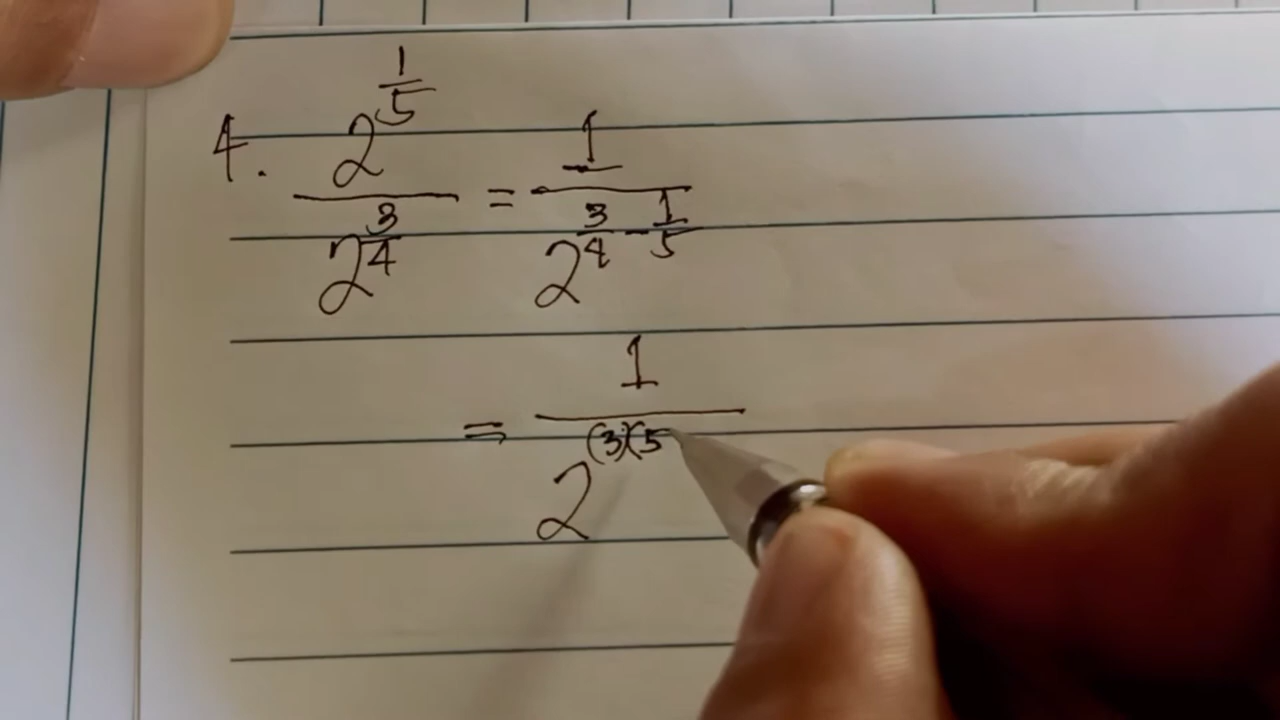 4. 2^{1/5} / 2^{3/4} = 1 / 2^{3/4 - 1/5}
= 1 / 2^{(3)(5